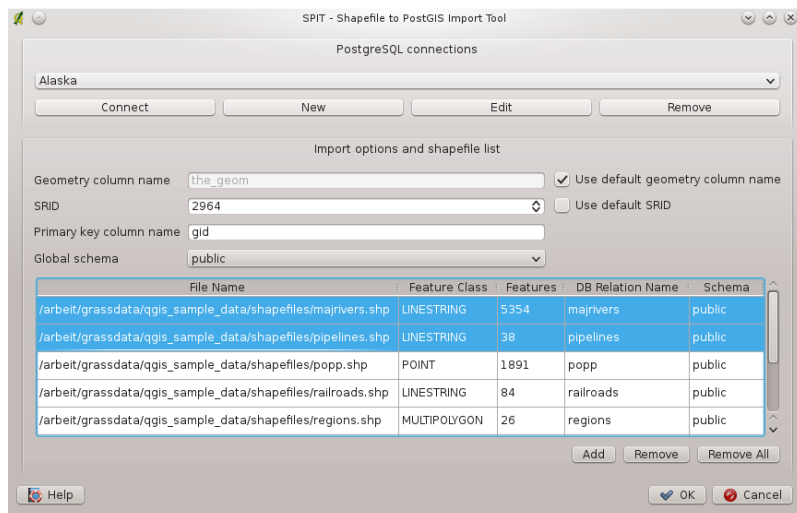 SPIT - Shapefile to PostGIS Import Tool
PostgreSQL connections
Alaska
Connect New Edit Remove
Import options and shapefile list
Geometry column name the_geom Use default geometry column name
SRID 2964 Use default SRID
Primary key column name gid
Global schema public
File Name Feature Class Features DB Relation Name Schema
/arbeit/grassdata/qgis_sample_data/shapefiles/majrivers.shp LINESTRING 5354 majrivers public
/arbeit/grassdata/qgis_sample_data/shapefiles/pipelines.shp LINESTRING 38 pipelines public
/arbeit/grassdata/qgis_sample_data/shapefiles/popp.shp POINT 1891 popp public
/arbeit/grassdata/qgis_sample_data/shapefiles/railroads.shp LINESTRING 84 railroads public
/arbeit/grassdata/qgis_sample_data/shapefiles/regions.shp MULTIPOLYGON 26 regions public
Add Remove Remove All
Help OK Cancel